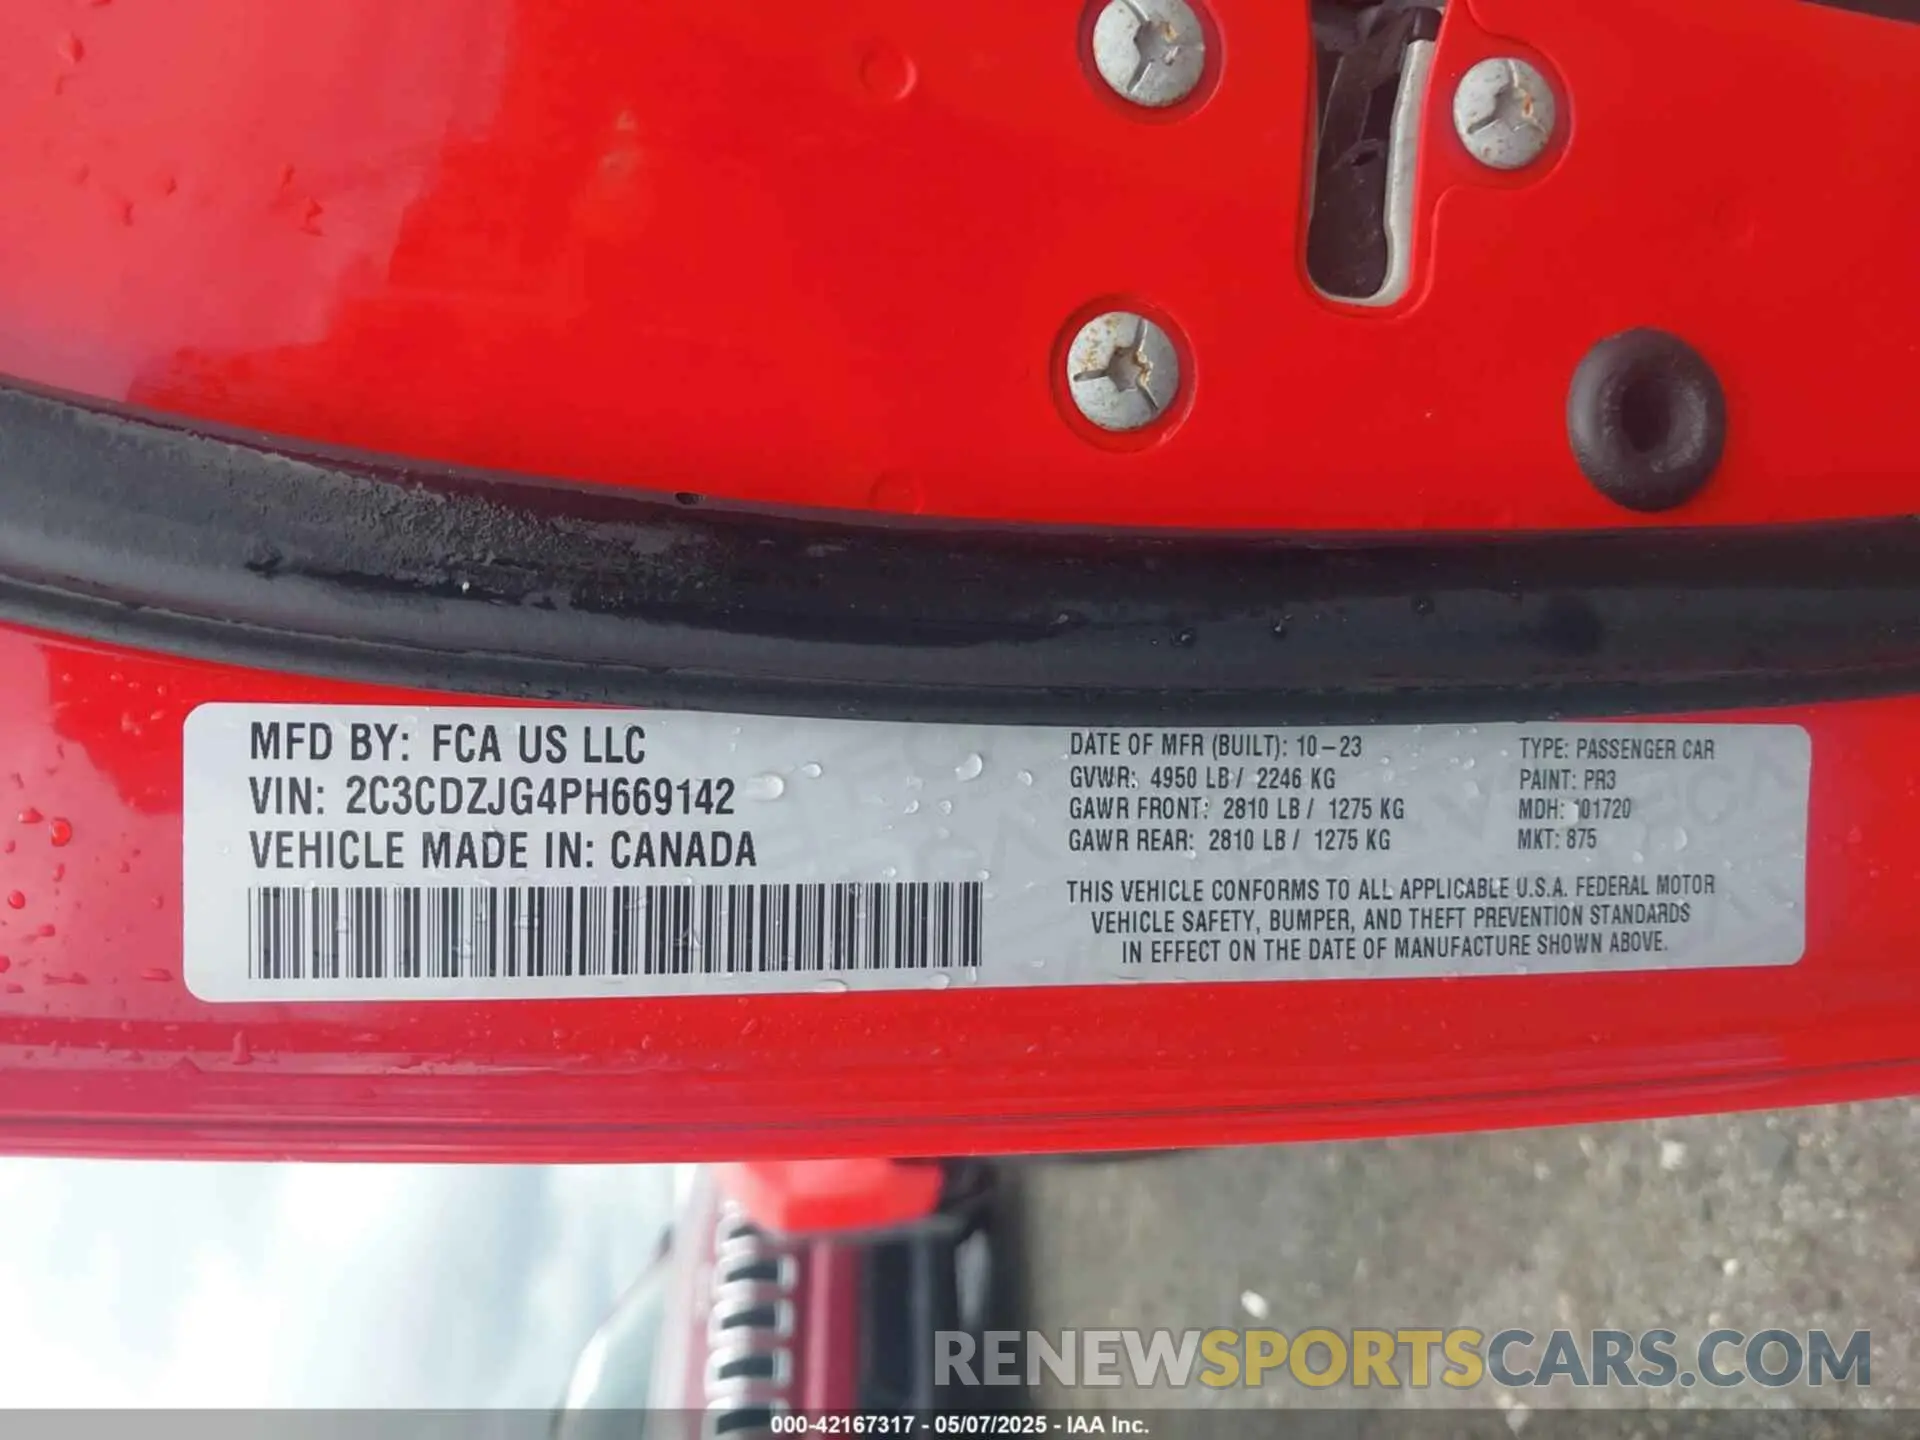 MFD BY: FCA US LLC
VIN: 2C3CDZJG4PH669142
VEHICLE MADE IN: CANADA
DATE OF MFR (BUILT): 10-23
GVWR: 4950 LB / 2246 KG
GAWR FRONT: 2810 LB / 1275 KG
GAWR REAR: 2810 LB / 1275 KG
TYPE: PASSENGER CAR
PAINT: PR3
MDH: 101720
MKT: 875
THIS VEHICLE CONFORMS TO ALL APPLICABLE U.S.A. FEDERAL MOTOR
VEHICLE SAFETY, BUMPER, AND THEFT PREVENTION STANDARDS
IN EFFECT ON THE DATE OF MANUFACTURE SHOWN ABOVE.
RENEWSPORTSCARS.COM
000-42167317 - 05/07/2025 - IAA Inc.